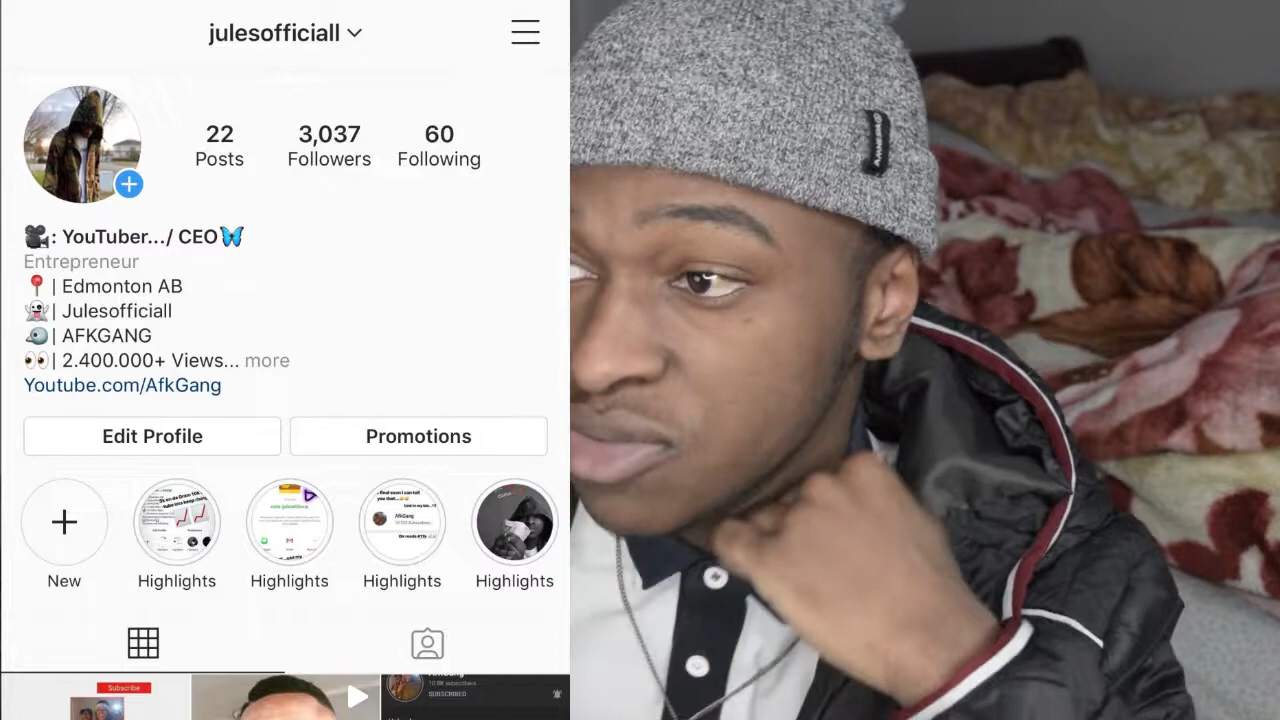 julesofficiall
22 3,037 60
Posts Followers Following
🎥: YouTuber.../ CEO🦋
Entrepreneur
📍| Edmonton AB
👻| Julesofficiall
| AFKGANG
👀| 2.400.000+ Views... more
Youtube.com/AfkGang
Edit Profile Promotions
New Highlights Highlights Highlights Highlights
Subscribe
SUBSCRIBED